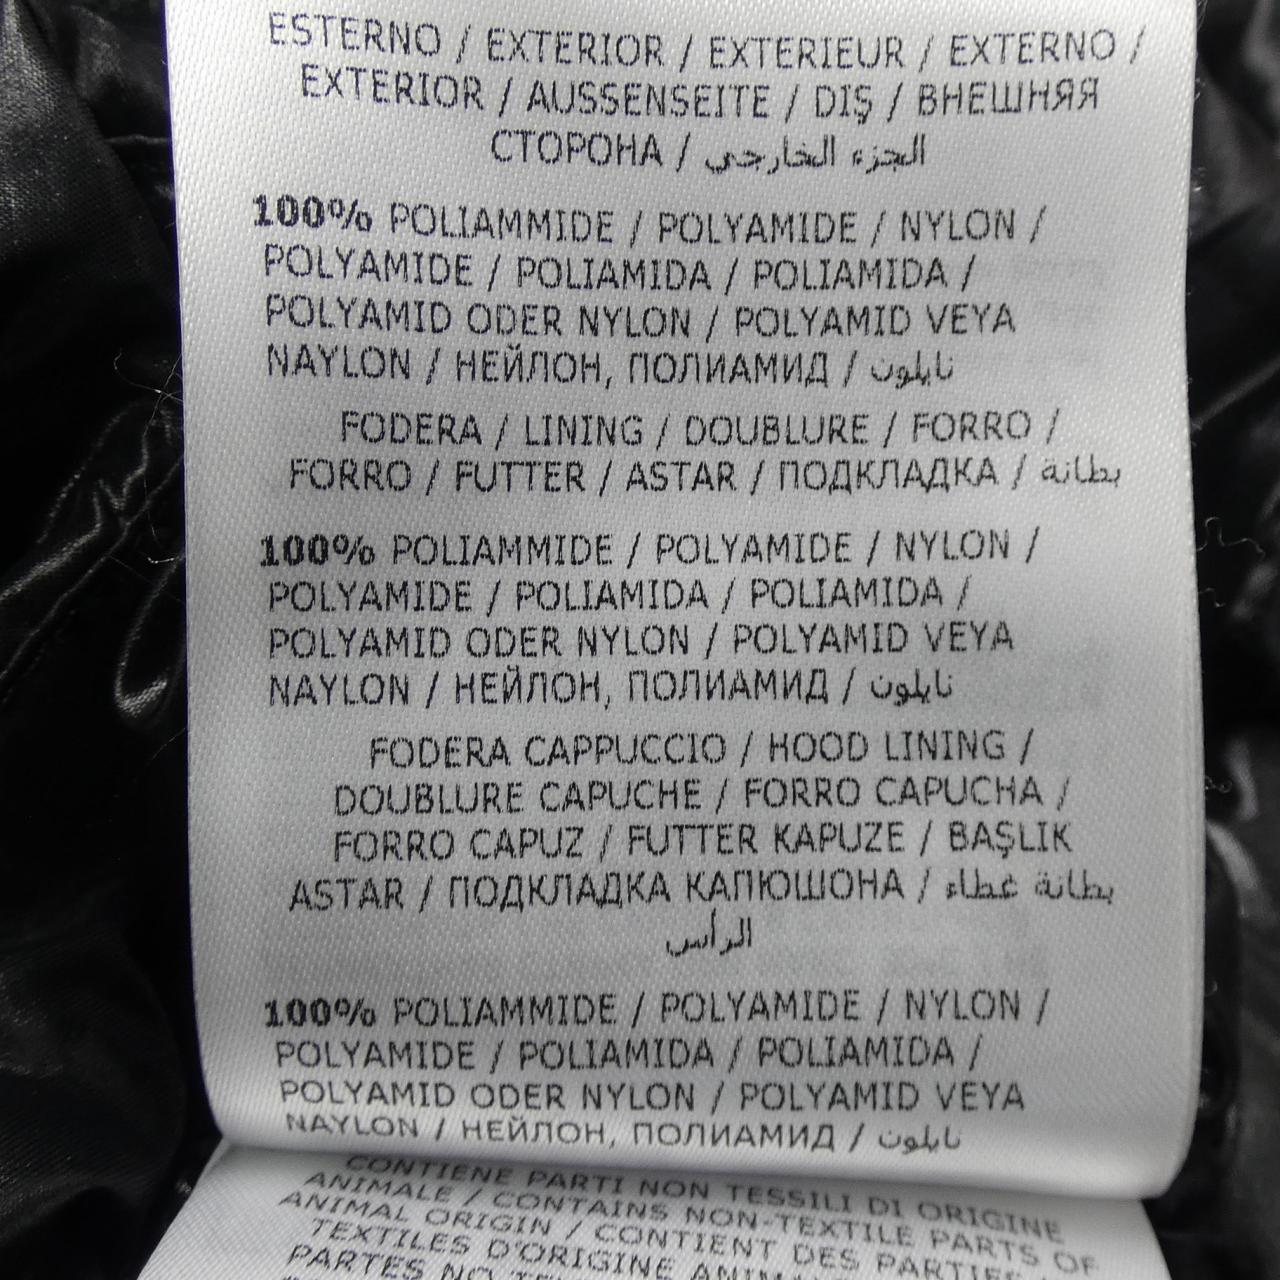 ESTERNO / EXTERIOR / EXTERIEUR / EXTERNO /
EXTERIOR / AUSSENSEITE / DIŞ / ВНЕШНЯЯ
СТОРОНА / الجزء الخارجي
100% POLIAMMIDE / POLYAMIDE / NYLON /
POLYAMIDE / POLIAMIDA / POLIAMIDA /
POLYAMID ODER NYLON / POLYAMID VEYA
NAYLON / НЕЙЛОН, ПОЛИАМИД / نايلون
FODERA / LINING / DOUBLURE / FORRO /
FORRO / FUTTER / ASTAR / ПОДКЛАДКА / بطانة
100% POLIAMMIDE / POLYAMIDE / NYLON /
POLYAMIDE / POLIAMIDA / POLIAMIDA /
POLYAMID ODER NYLON / POLYAMID VEYA
NAYLON / НЕЙЛОН, ПОЛИАМИД / نايلون
FODERA CAPPUCCIO / HOOD LINING /
DOUBLURE CAPUCHE / FORRO CAPUCHA /
FORRO CAPUZ / FUTTER KAPUZE / BAŞLIK
ASTAR / ПОДКЛАДКА КАПЮШОНА / بطانة غطاء
الرأس
100% POLIAMMIDE / POLYAMIDE / NYLON /
POLYAMIDE / POLIAMIDA / POLIAMIDA /
POLYAMID ODER NYLON / POLYAMID VEYA
NAYLON / НЕЙЛОН, ПОЛИАМИД / نايلون
CONTIENE PARTI NON TESSILI DI ORIGINE
ANIMALE / CONTAINS NON-TEXTILE PARTS OF
ANIMAL ORIGIN / CONTIENT DES PARTIES
TEXTILES D'ORIGINE
PARTES NO